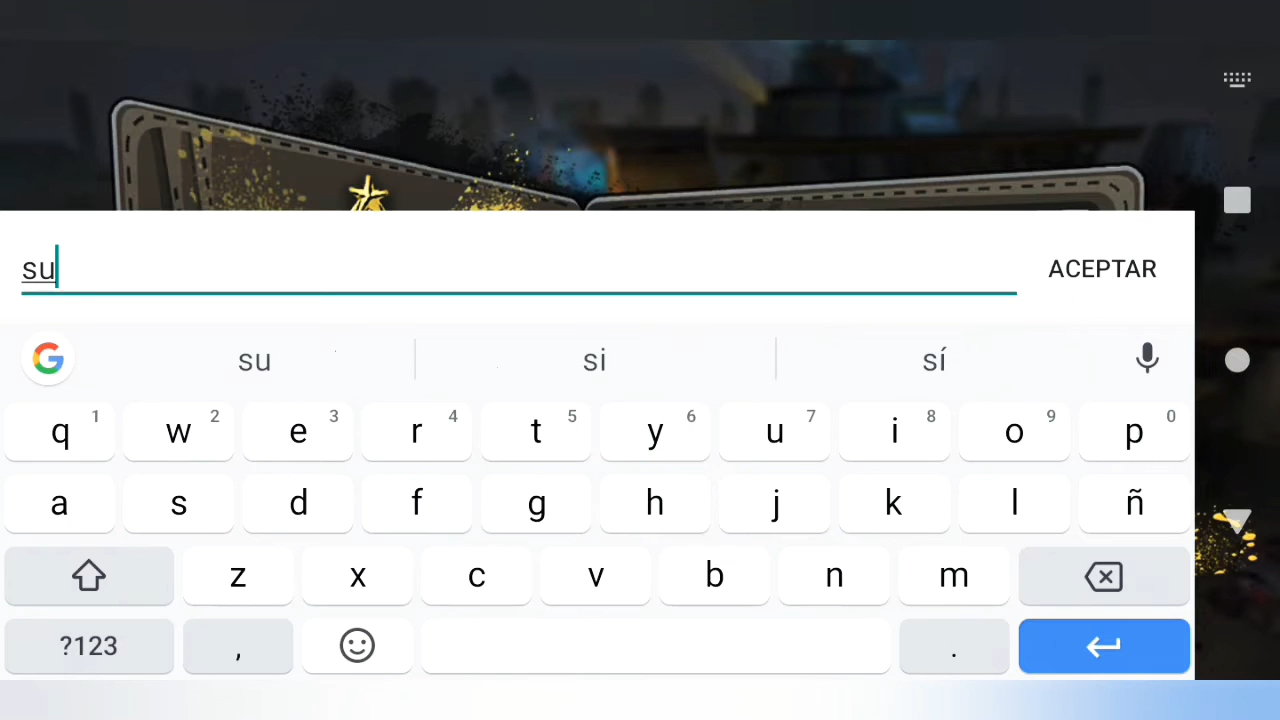 su
ACEPTAR
su si sí
q 1 w 2 e 3 r 4 t 5 y 6 u 7 i 8 o 9 p 0
a s d f g h j k l ñ
z x c v b n m
?123 , .